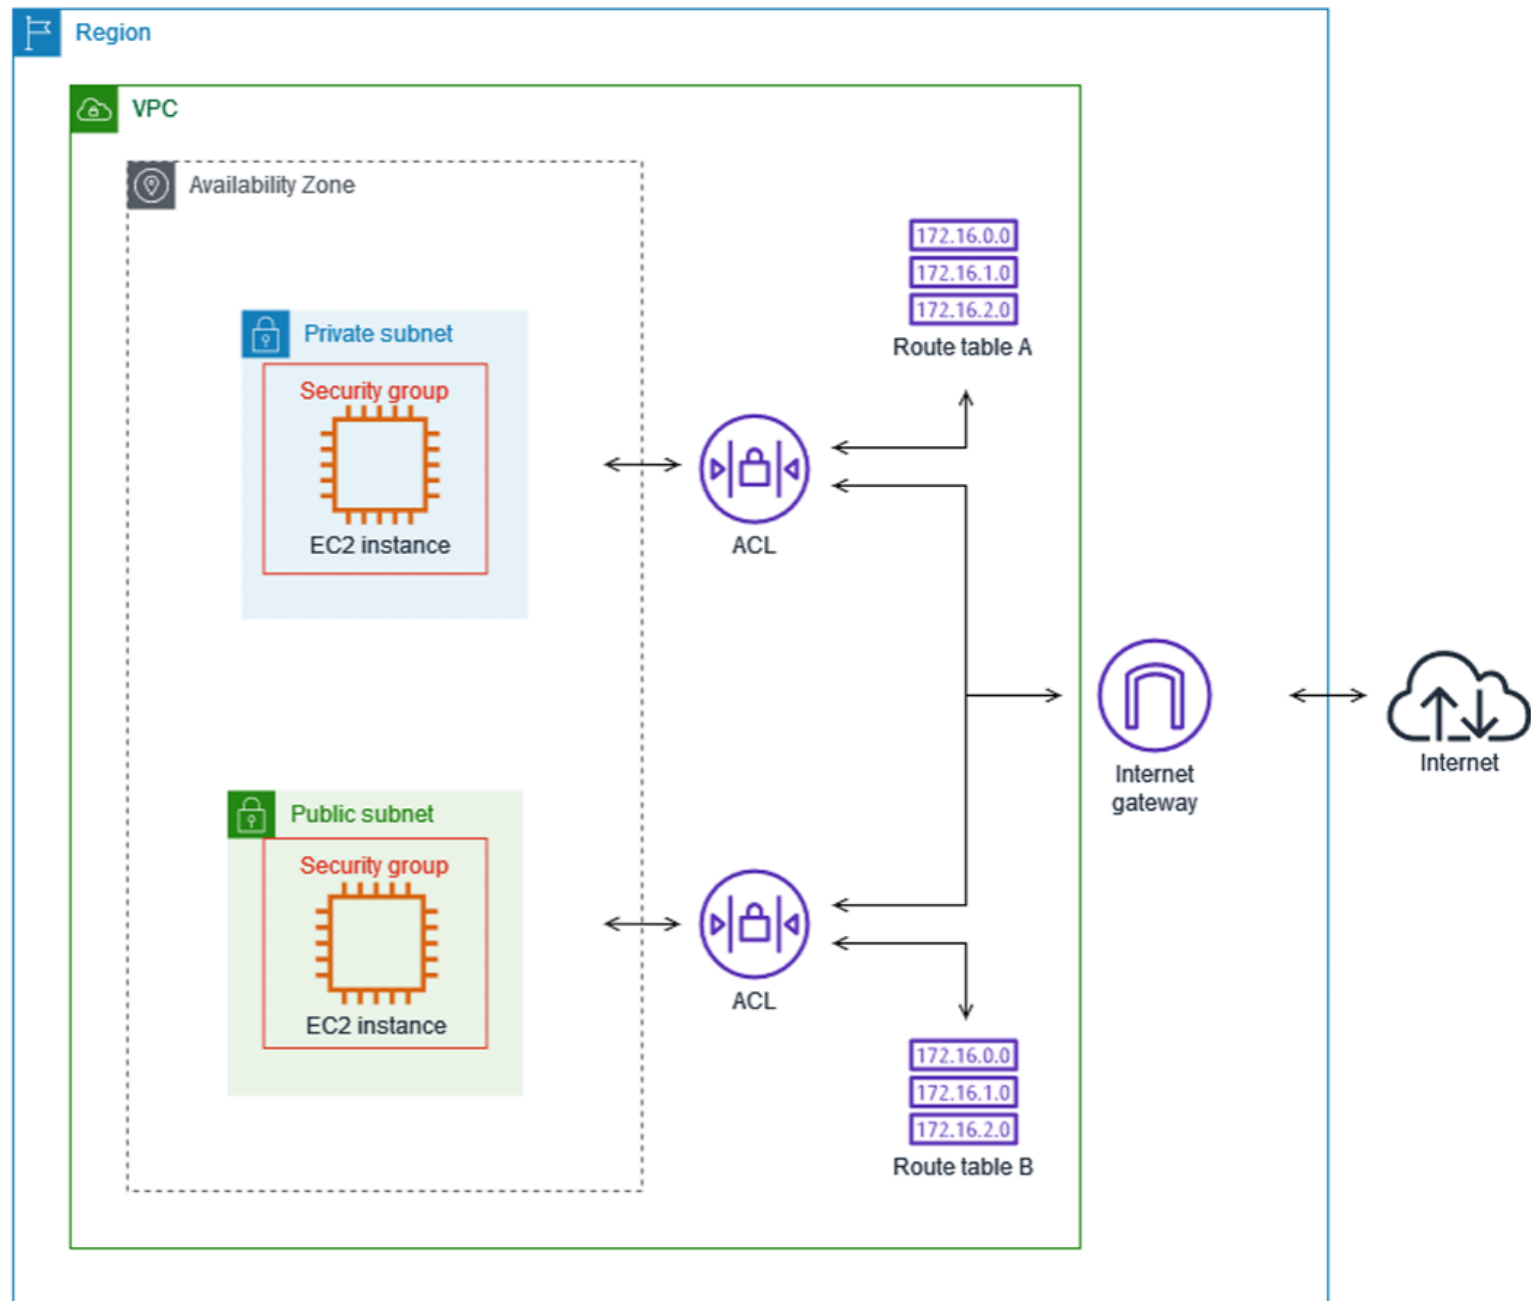 Region
VPC
Availability Zone
172.16.0.0
172.16.1.0
172.16.2.0
Route table A
Private subnet
Security group
EC2 instance
ACL
Internet
gateway
Internet
Public subnet
Security group
EC2 instance
ACL
172.16.0.0
172.16.1.0
172.16.2.0
Route table B